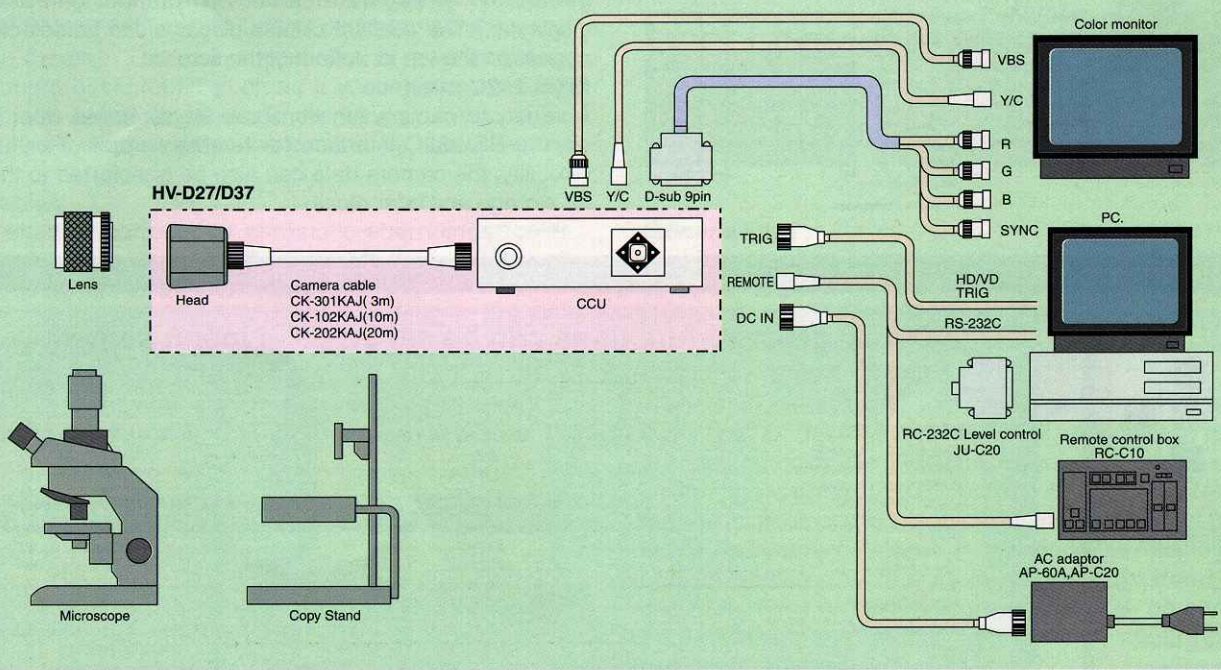 Color monitor
VBS
Y/C
R
G
B
SYNC
VBS
Y/C
D-sub 9pin
HV-D27/D37
Lens
Head
Camera cable
CK-301KAJ( 3m)
CK-102KAJ(10m)
CK-202KAJ(20m)
CCU
TRIG
REMOTE
DC IN
PC.
HD/VD
TRIG
RS-232C
RC-232C Level control
JU-C20
Remote control box
RC-C10
AC adaptor
AP-60A,AP-C20
Microscope
Copy Stand